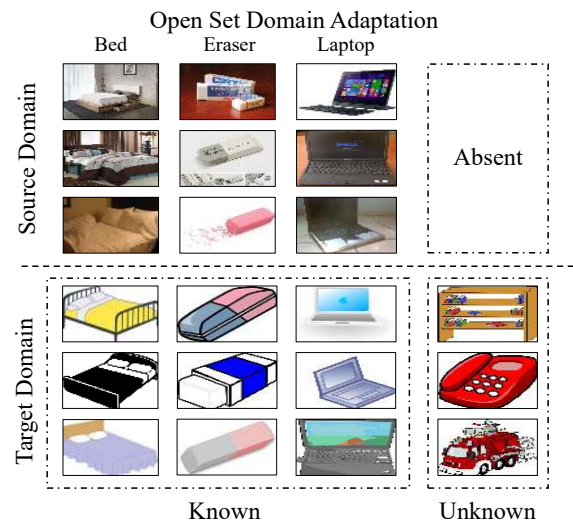 Open Set Domain Adaptation
Bed Eraser Laptop
Source Domain
Absent
Target Domain
Known Unknown